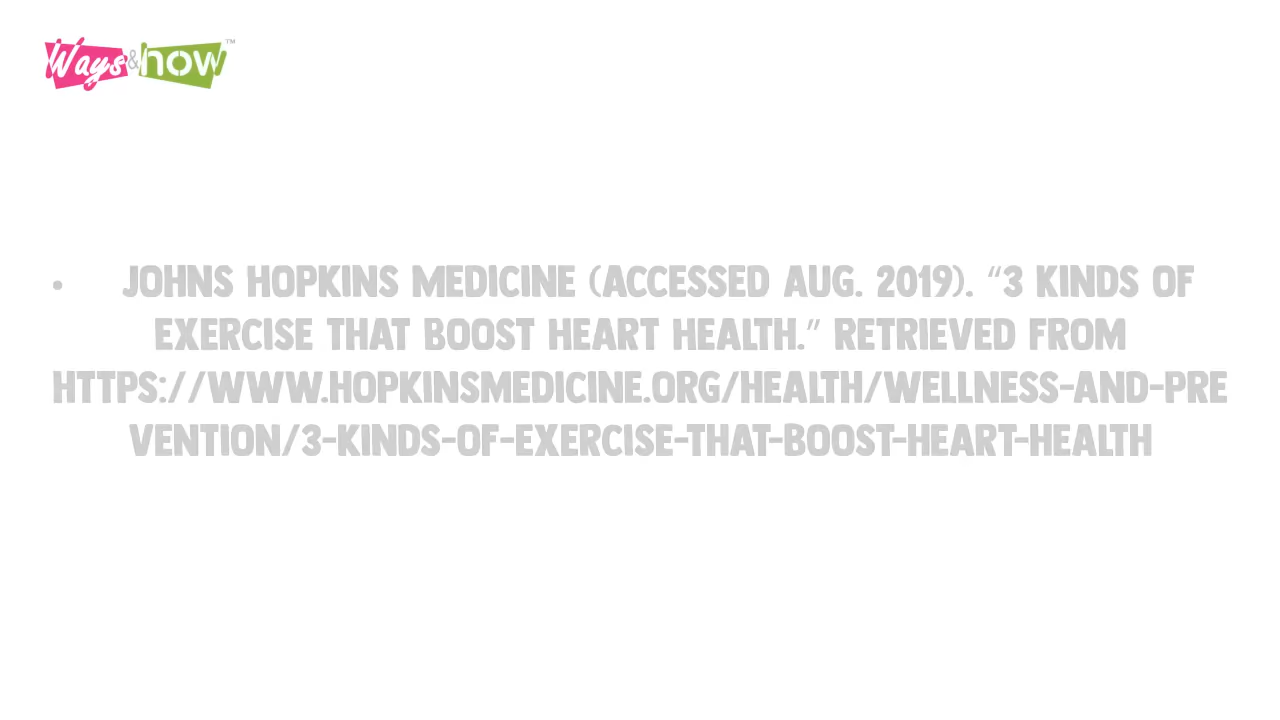 Ways&how™
• JOHNS HOPKINS MEDICINE (ACCESSED AUG. 2019). “3 KINDS OF
EXERCISE THAT BOOST HEART HEALTH.” RETRIEVED FROM
HTTPS://WWW.HOPKINSMEDICINE.ORG/HEALTH/WELLNESS-AND-PRE
VENTION/3-KINDS-OF-EXERCISE-THAT-BOOST-HEART-HEALTH